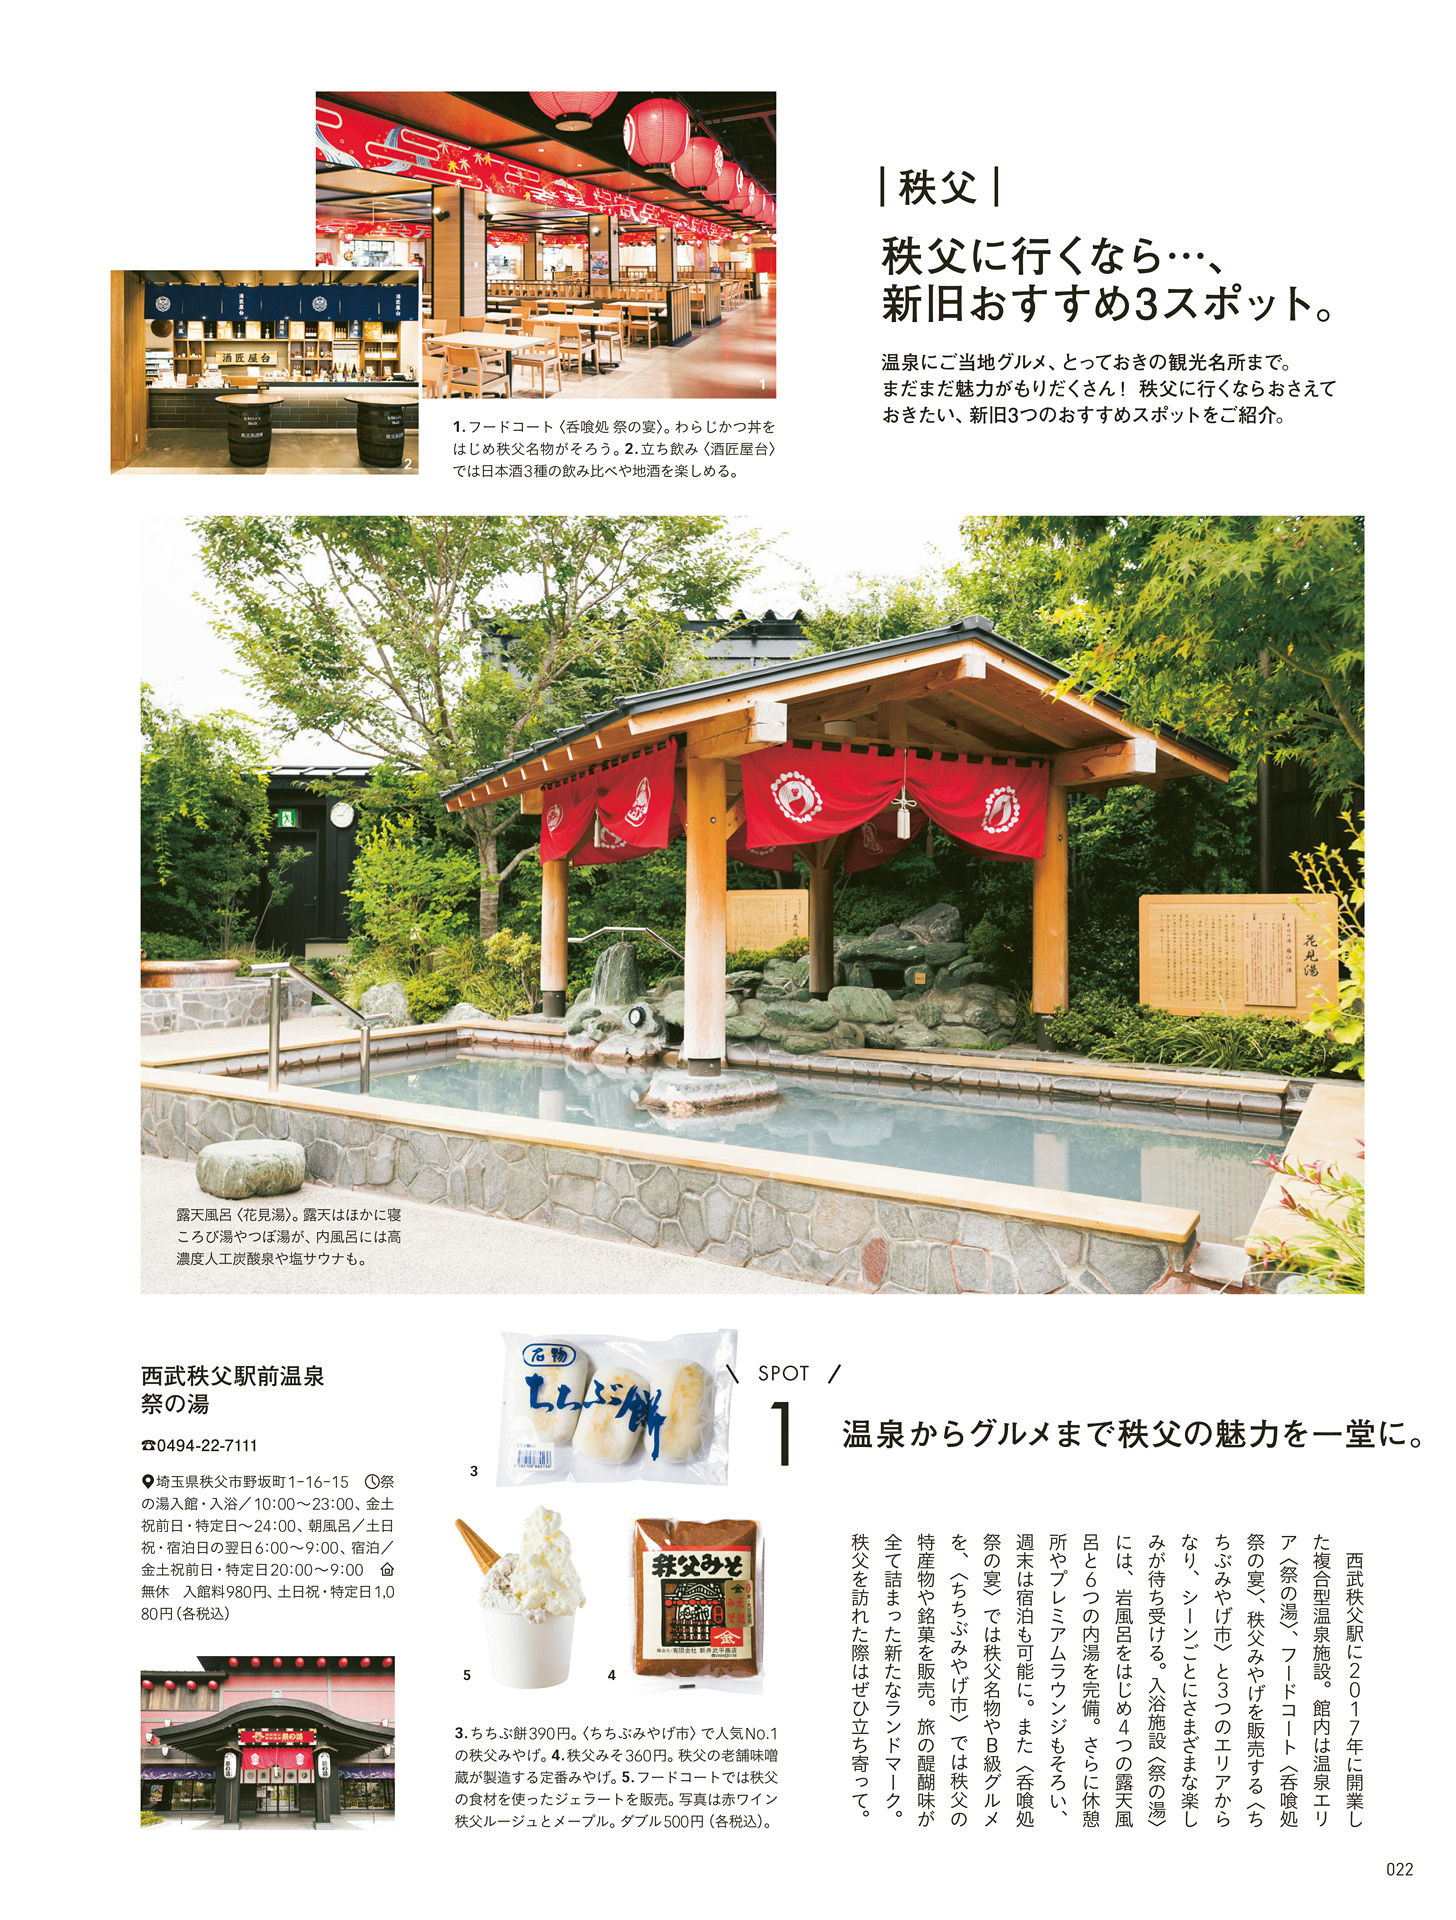 |秩父|
秩父に行くなら…、
新旧おすすめ3スポット。
温泉にご当地グルメ、とっておきの観光名所まで。
まだまだ魅力がもりだくさん！ 秩父に行くならおさえて
おきたい、新旧3つのおすすめスポットをご紹介。
1
酒匠屋台
2
1.フードコート〈呑喰処 祭の宴〉。わらじかつ丼を
はじめ秩父名物がそろう。2.立ち飲み〈酒匠屋台〉
では日本酒3種の飲み比べや地酒を楽しめる。
花見湯
露天風呂〈花見湯〉。露天はほかに寝
ころび湯やつぼ湯が、内風呂には高
濃度人工炭酸泉や塩サウナも。
西武秩父駅前温泉
祭の湯
☎0494-22-7111
埼玉県秩父市野坂町1-16-15 祭
の湯入館・入浴／10:00〜23:00、金土
祝前日・特定日〜24:00、朝風呂／土日
祝・宿泊日の翌日6:00〜9:00、宿泊／
金土祝前日・特定日20:00〜9:00
無休 入館料980円、土日祝・特定日1,0
80円（各税込）
祭の湯
名物
ちちぶ餅
3
秩父みそ
有限会社 新井武平商店
5
4
3.ちちぶ餅390円。〈ちちぶみやげ市〉で人気No.1
の秩父みやげ。4.秩父みそ360円。秩父の老舗味噌
蔵が製造する定番みやげ。5.フードコートでは秩父
の食材を使ったジェラートを販売。写真は赤ワイン
秩父ルージュとメープル。ダブル500円（各税込）。
\ SPOT /
1
温泉からグルメまで秩父の魅力を一堂に。
西武秩父駅に2017年に開業し
た複合型温泉施設。館内は温泉エリ
ア〈祭の湯〉、フードコート〈呑喰処
祭の宴〉、秩父みやげを販売する〈ち
ちぶみやげ市〉と3つのエリアから
なり、シーンごとにさまざまな楽し
みが待ち受ける。入浴施設〈祭の湯〉
には、岩風呂をはじめ4つの露天風
呂と6つの内湯を完備。さらに休憩
所やプレミアムラウンジもそろい、
週末は宿泊も可能に。また〈呑喰処
祭の宴〉では秩父名物やB級グルメ
を、〈ちちぶみやげ市〉では秩父の
特産物や銘菓を販売。旅の醍醐味が
全て詰まった新たなランドマーク。
秩父を訪れた際はぜひ立ち寄って。
022